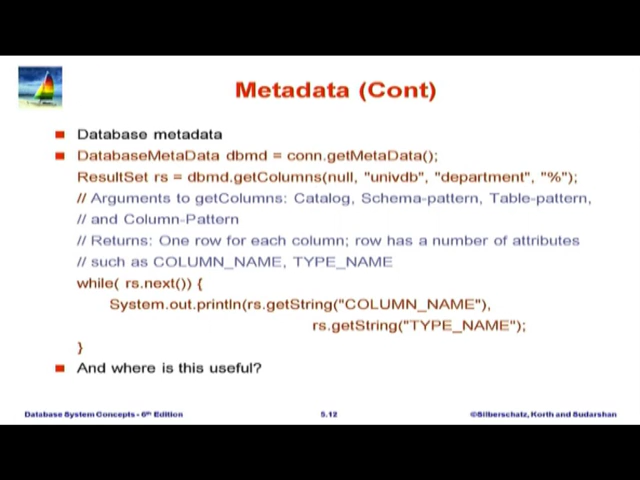 Metadata (Cont)
Database metadata
DatabaseMetaData dbmd = conn.getMetaData();
ResultSet rs = dbmd.getColumns(null, "univdb", "department", "%");
// Arguments to getColumns: Catalog, Schema-pattern, Table-pattern,
// and Column-Pattern
// Returns: One row for each column; row has a number of attributes
// such as COLUMN_NAME, TYPE_NAME
while( rs.next()) {
System.out.println(rs.getString("COLUMN_NAME"),
rs.getString("TYPE_NAME");
}
And where is this useful?
Database System Concepts - 6th Edition
5.12
©Silberschatz, Korth and Sudarshan